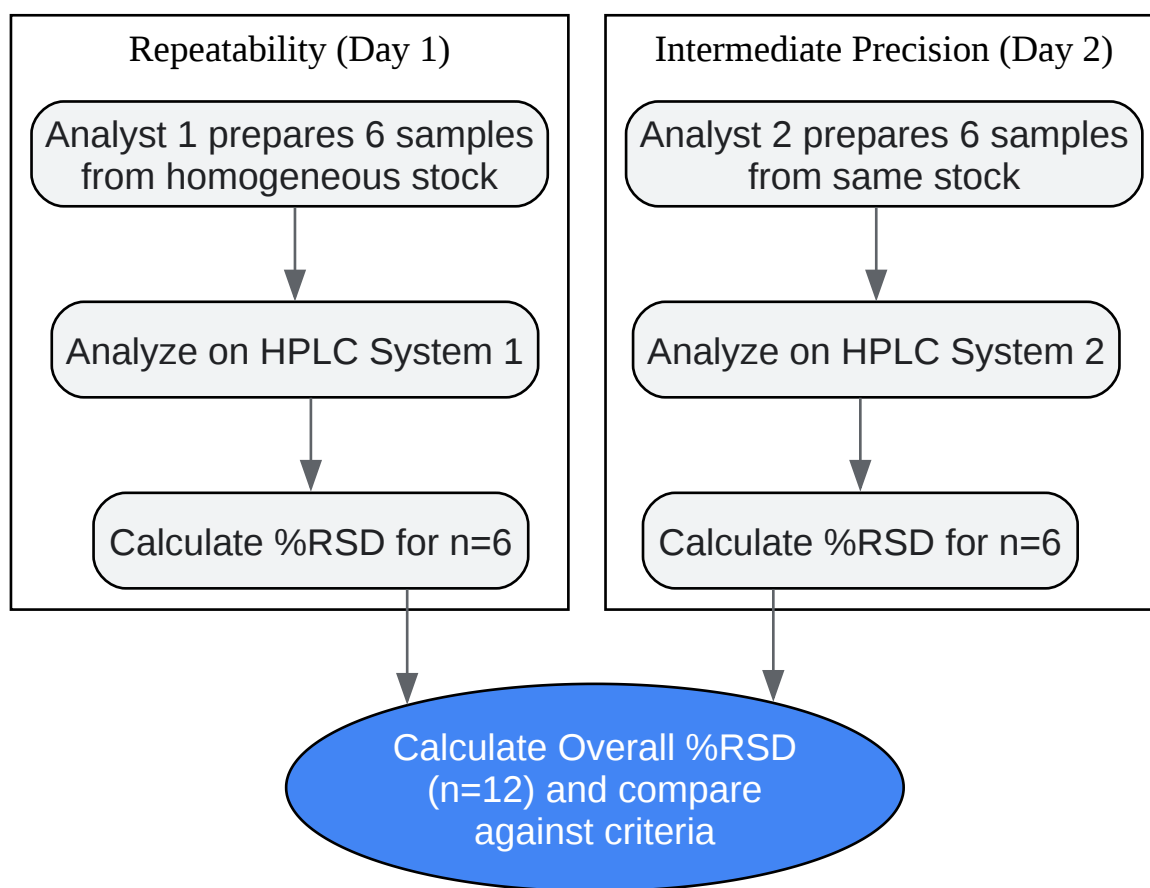 Repeatability (Day 1)
Analyst 1 prepares 6 samples
from homogeneous stock
Analyze on HPLC System 1
Calculate %RSD for n=6
Intermediate Precision (Day 2)
Analyst 2 prepares 6 samples
from same stock
Analyze on HPLC System 2
Calculate %RSD for n=6
Calculate Overall %RSD
(n=12) and compare
against criteria